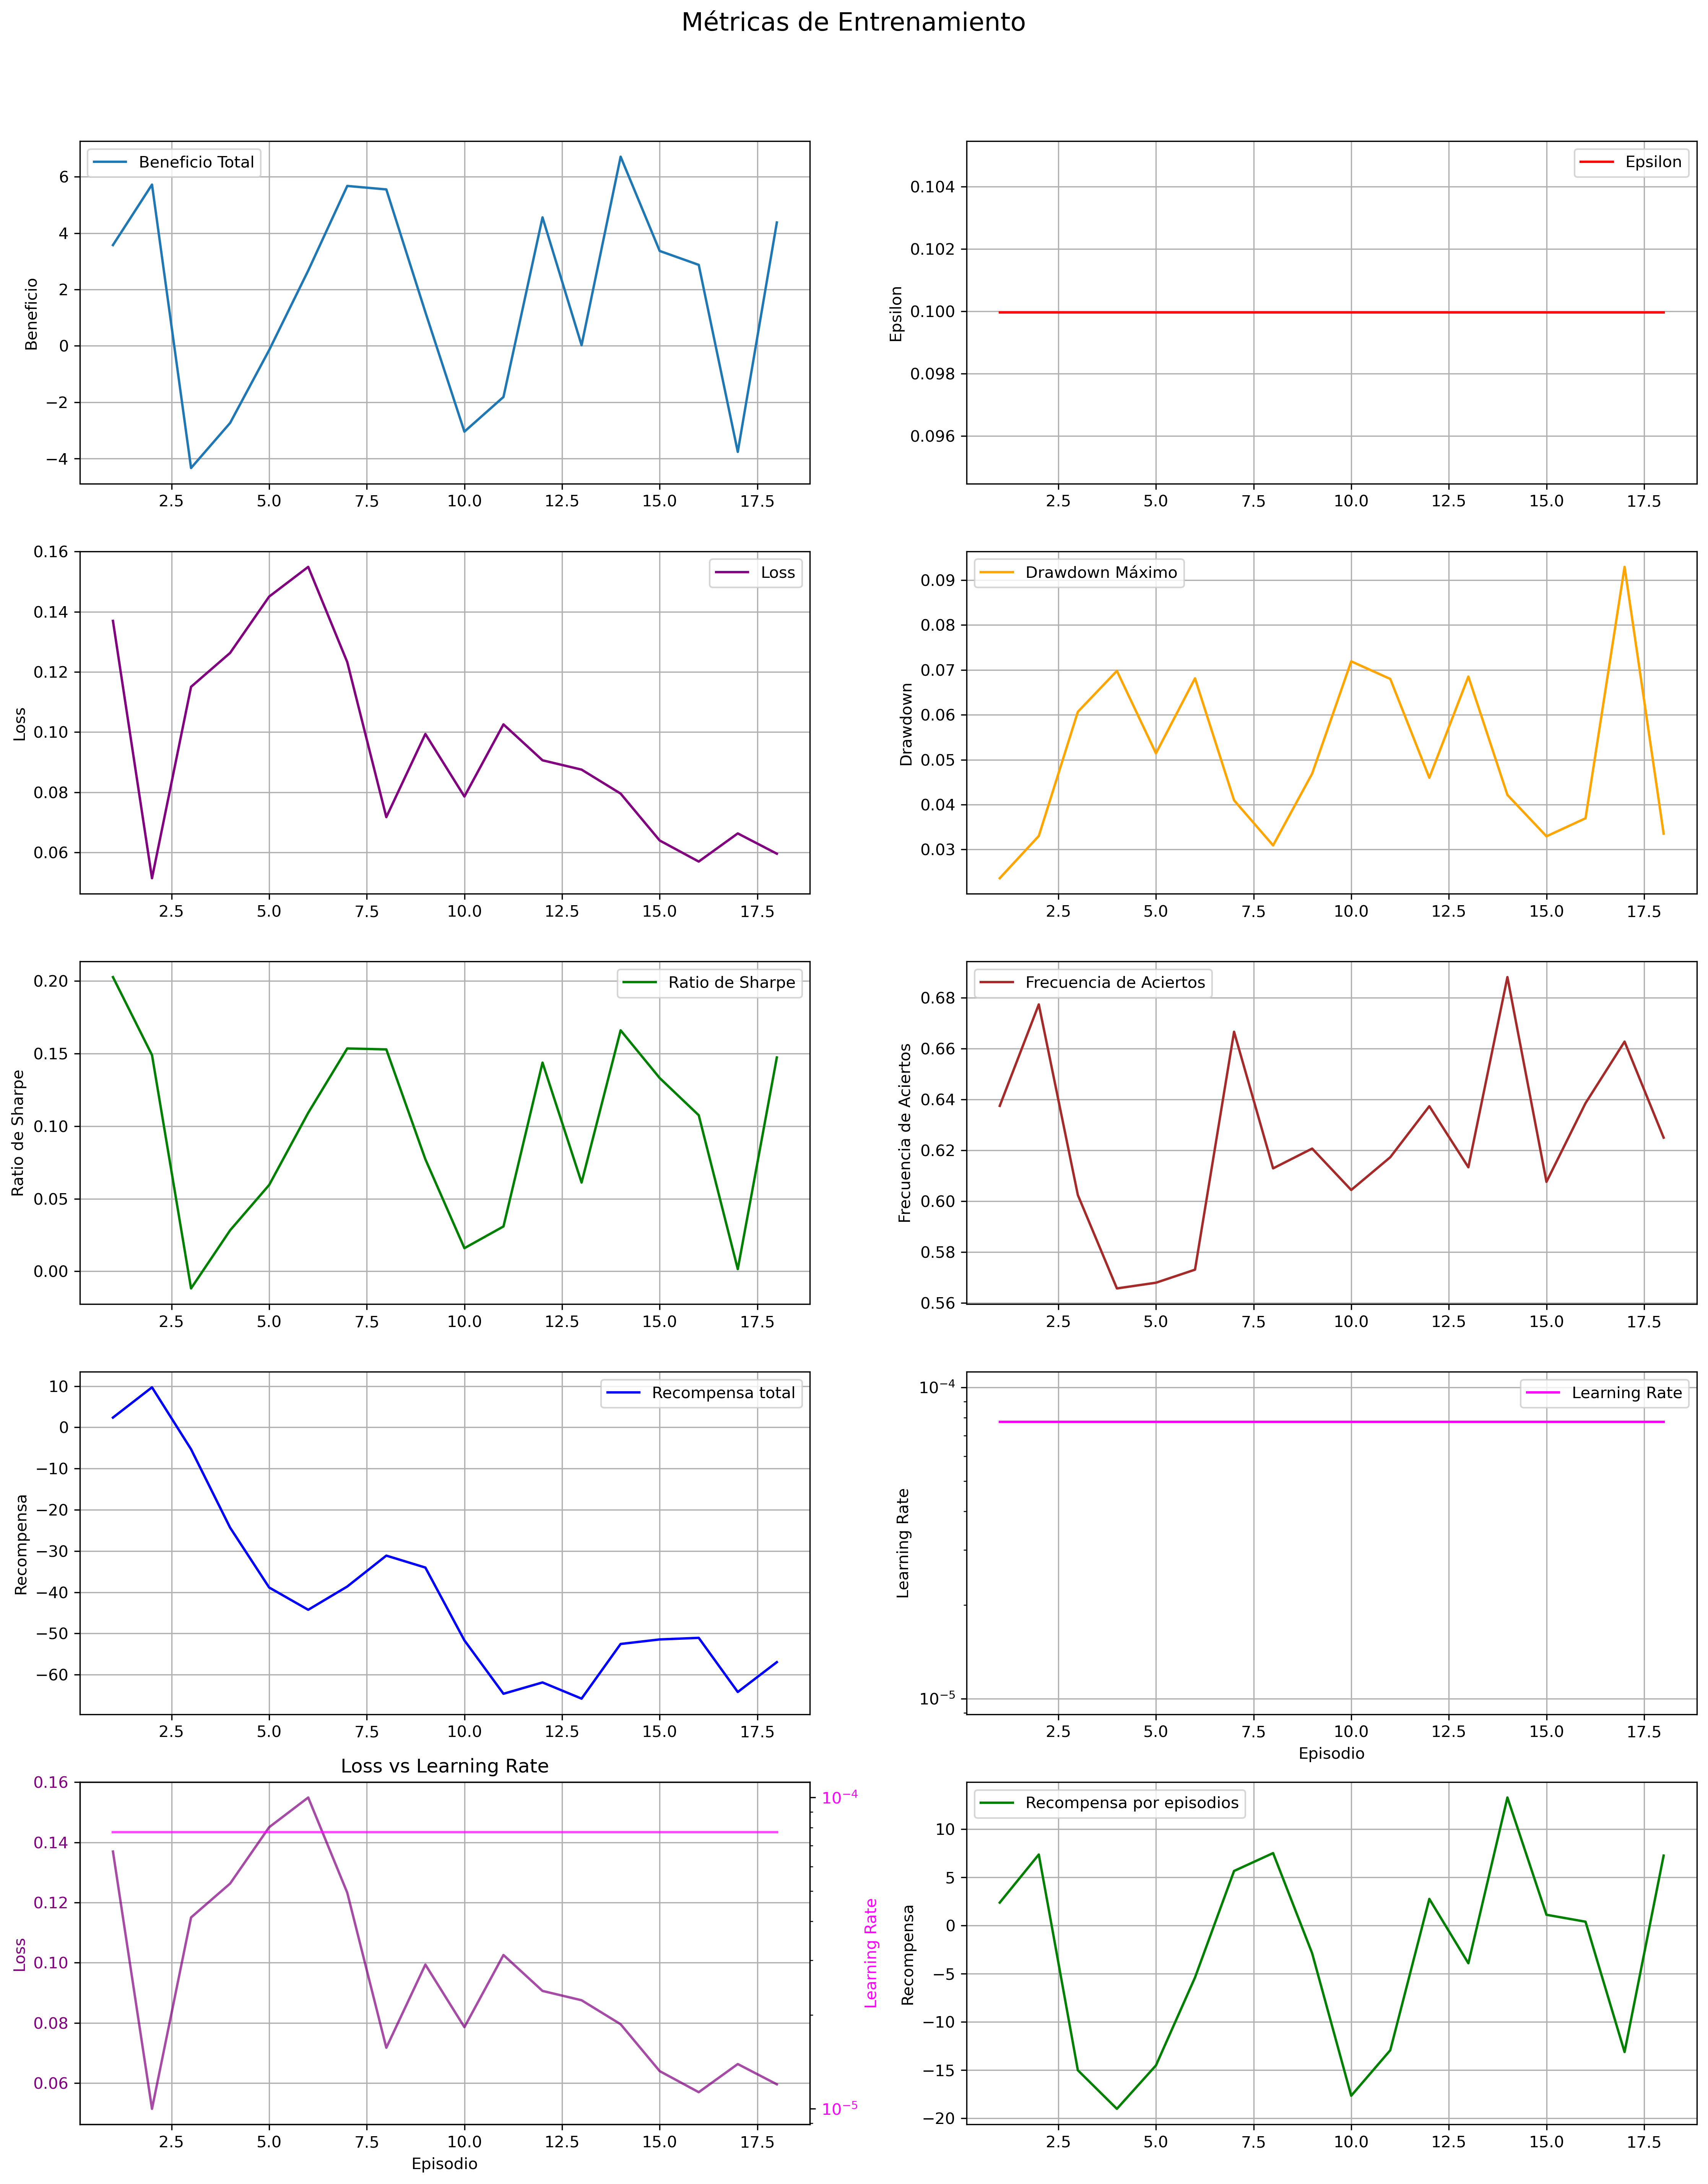 Métricas de Entrenamiento
Beneficio Total
Beneficio
6
4
2
0
−2
−4
2.5 5.0 7.5 10.0 12.5 15.0 17.5
Epsilon
Epsilon
0.104
0.102
0.100
0.098
0.096
2.5 5.0 7.5 10.0 12.5 15.0 17.5
Loss
Loss
0.16
0.14
0.12
0.10
0.08
0.06
2.5 5.0 7.5 10.0 12.5 15.0 17.5
Drawdown Máximo
Drawdown
0.09
0.08
0.07
0.06
0.05
0.04
0.03
2.5 5.0 7.5 10.0 12.5 15.0 17.5
Ratio de Sharpe
Ratio de Sharpe
0.20
0.15
0.10
0.05
0.00
2.5 5.0 7.5 10.0 12.5 15.0 17.5
Frecuencia de Aciertos
Frecuencia de Aciertos
0.68
0.66
0.64
0.62
0.60
0.58
0.56
2.5 5.0 7.5 10.0 12.5 15.0 17.5
Recompensa total
Recompensa
10
0
−10
−20
−30
−40
−50
−60
2.5 5.0 7.5 10.0 12.5 15.0 17.5
Learning Rate
Learning Rate
10⁻⁴
10⁻⁵
2.5 5.0 7.5 10.0 12.5 15.0 17.5
Episodio
Loss vs Learning Rate
Loss
0.16
0.14
0.12
0.10
0.08
0.06
10⁻⁴
10⁻⁵
Learning Rate
2.5 5.0 7.5 10.0 12.5 15.0 17.5
Episodio
Recompensa por episodios
Recompensa
10
5
0
−5
−10
−15
−20
2.5 5.0 7.5 10.0 12.5 15.0 17.5